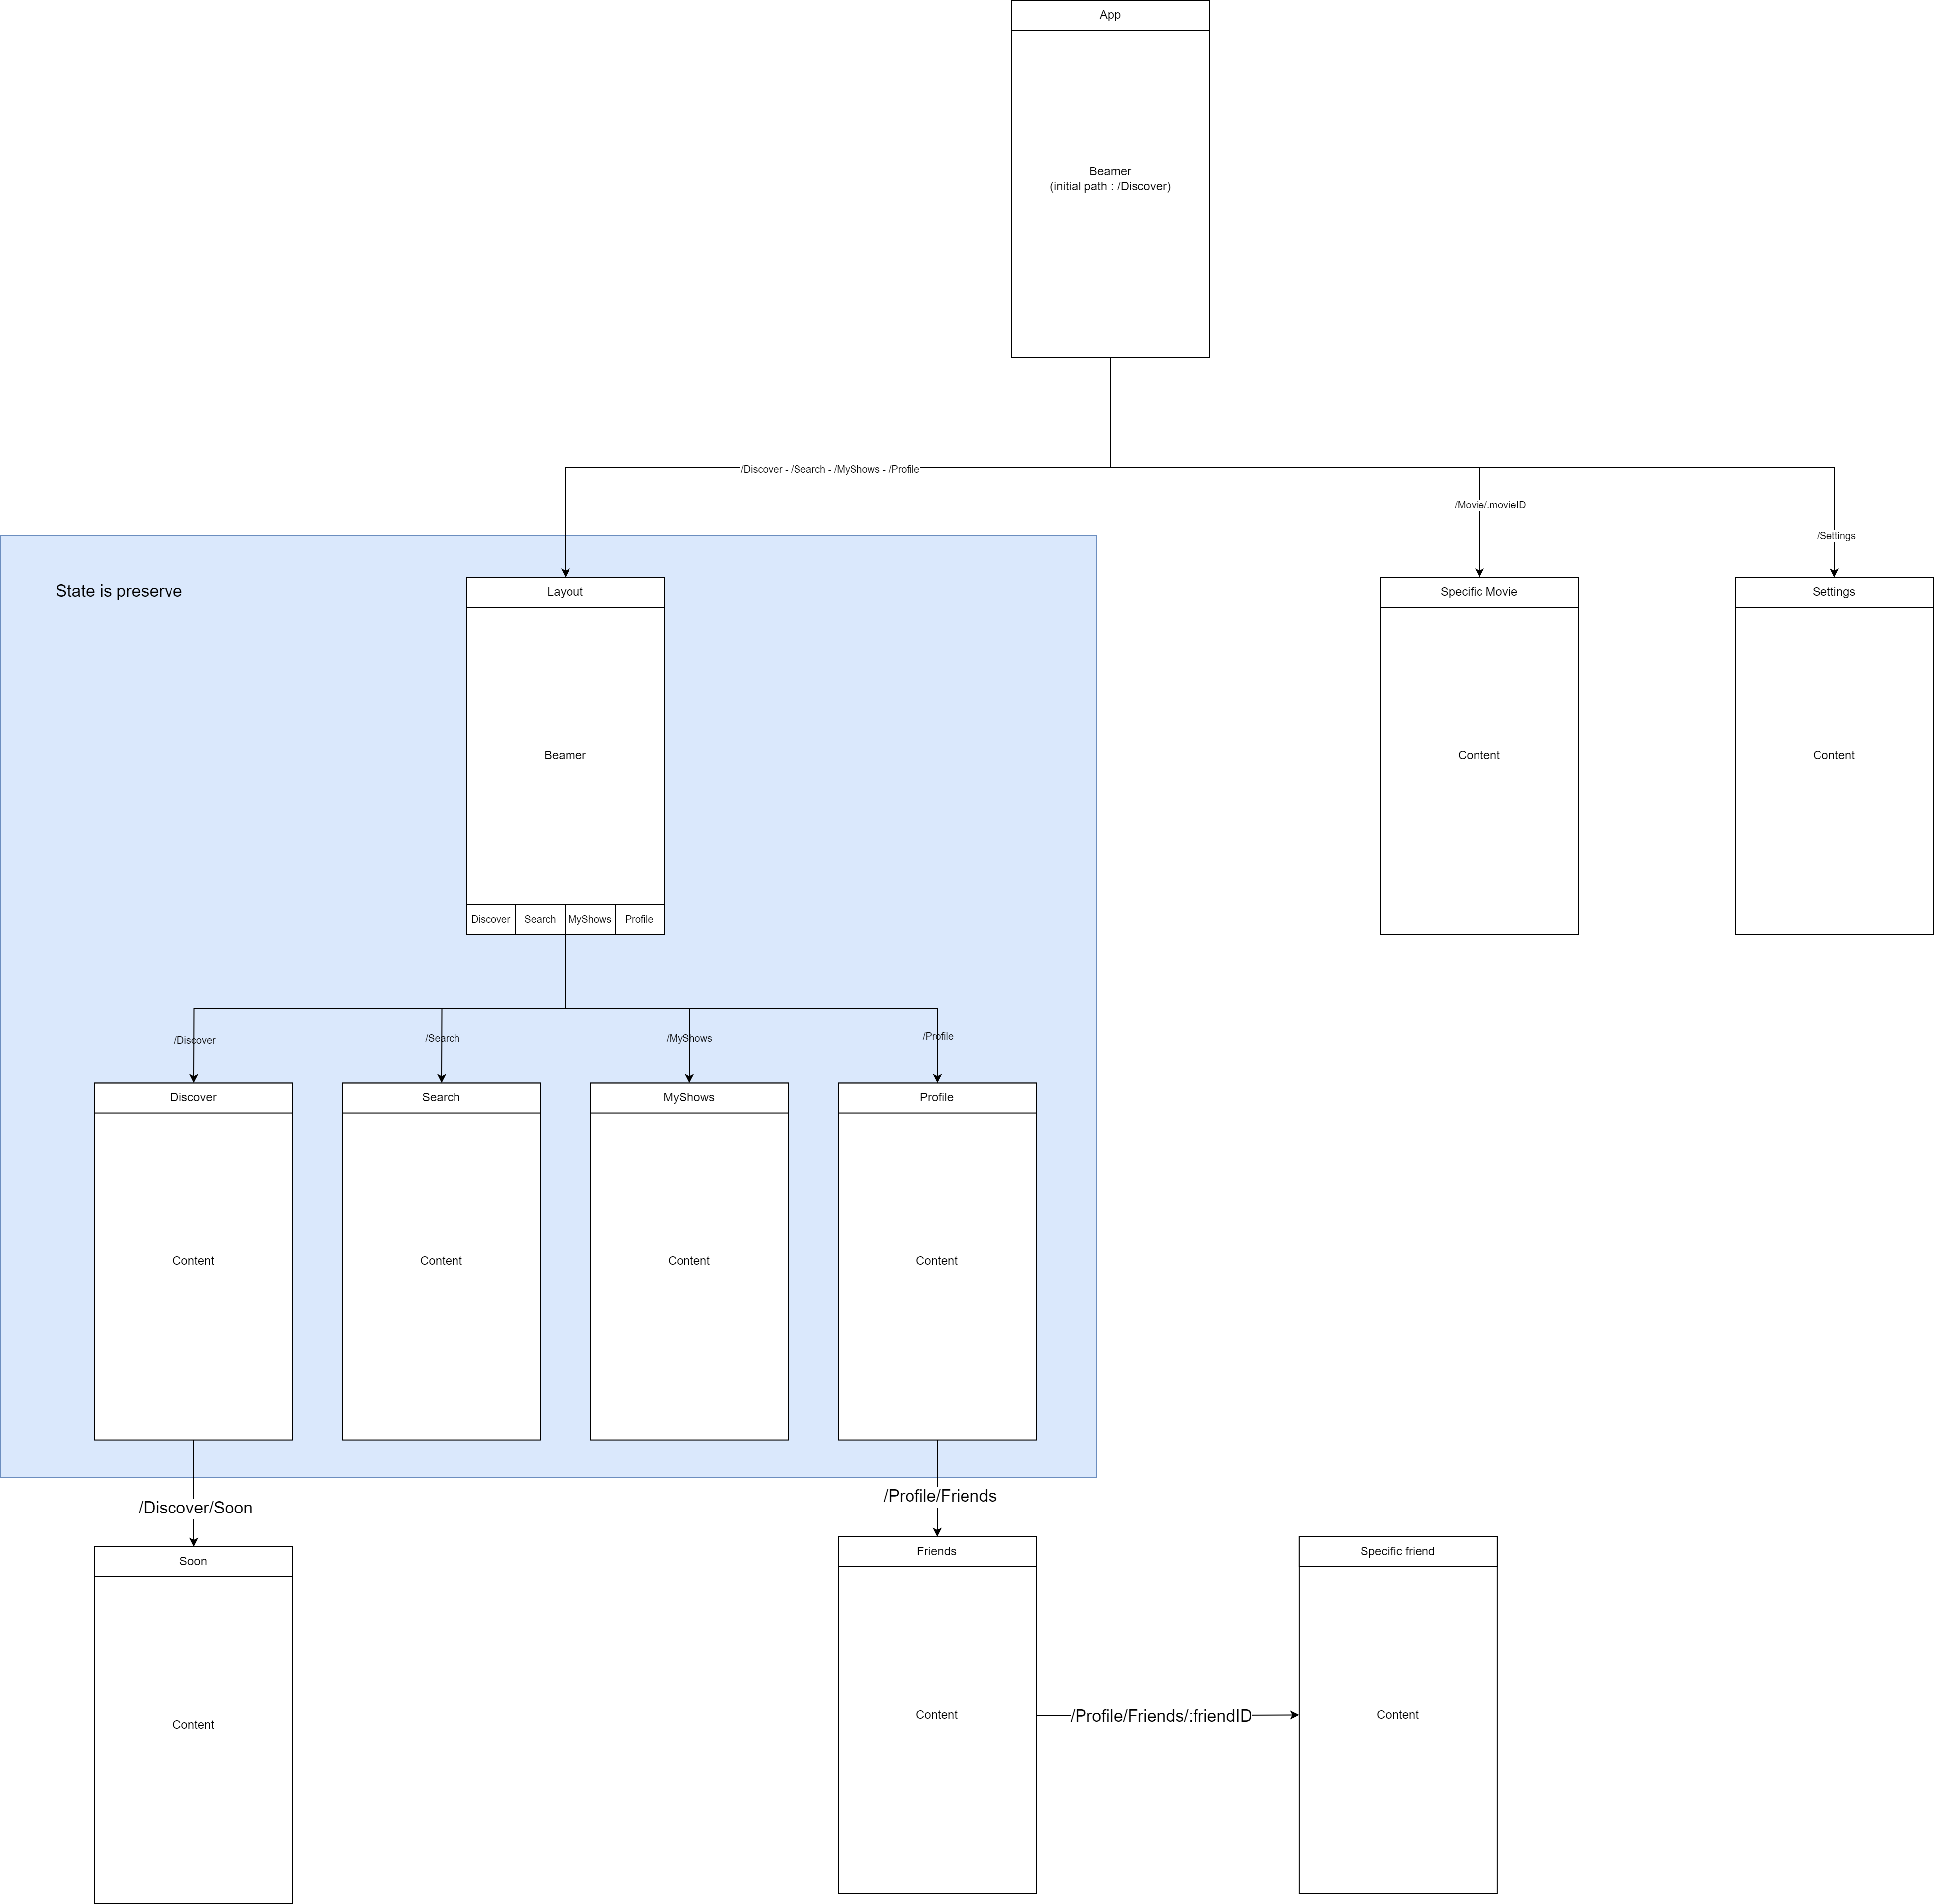 App
Beamer
(initial path : /Discover)
/Discover - /Search - /MyShows - /Profile
/Movie/:movieID
/Settings
State is preserve
Layout
Specific Movie
Settings
Beamer
Content
Content
Discover
Search
MyShows
Profile
/Discover
/Search
/MyShows
/Profile
Discover
Search
MyShows
Profile
Content
Content
Content
Content
/Discover/Soon
/Profile/Friends
Soon
Friends
Specific friend
Content
Content
/Profile/Friends/:friendID
Content